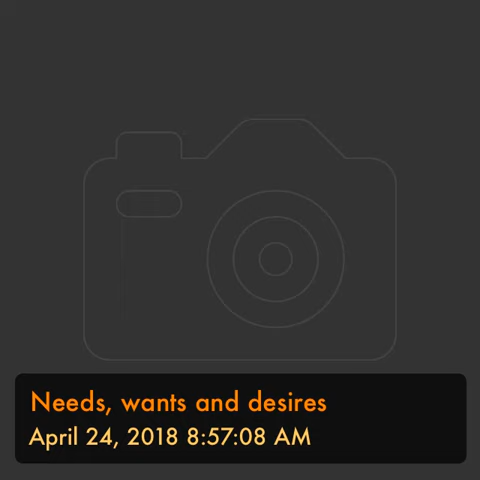 Needs, wants and desires
April 24, 2018 8:57:08 AM